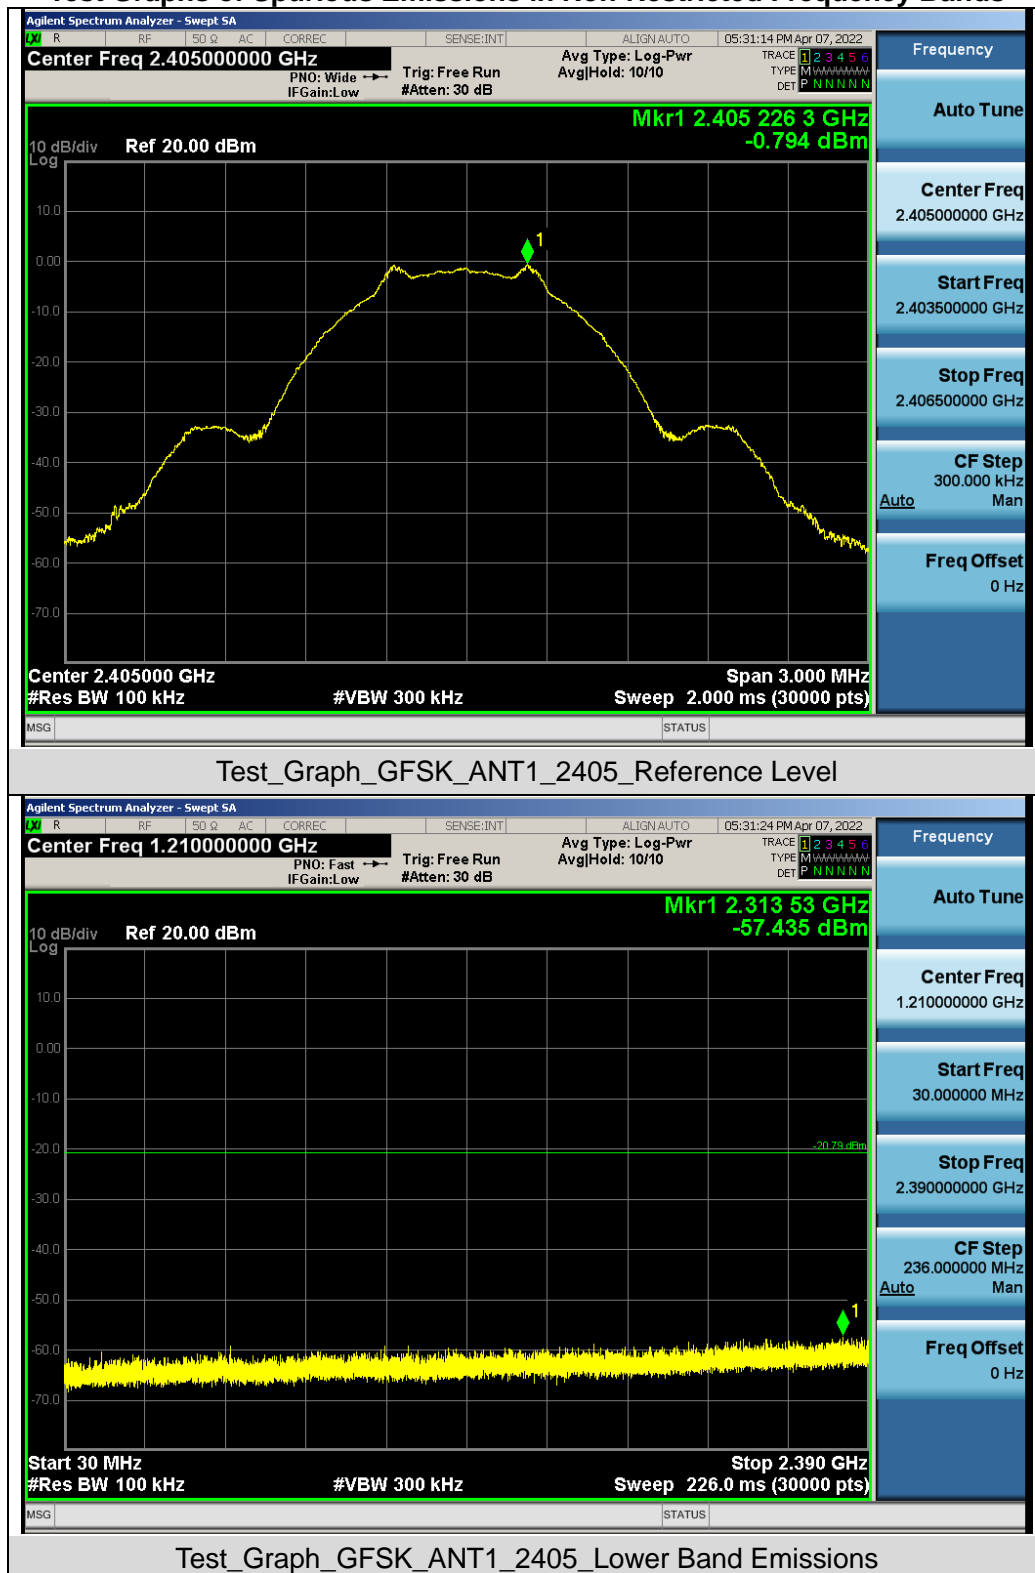 Test Graphs of Spurious Emissions in Non-Restricted Frequency Bands
Agilent Spectrum Analyzer - Swept SA
LXI R RF 50 Ω AC CORREC SENSE:INT ALIGN AUTO 05:31:14 PM Apr 07, 2022
Center Freq 2.405000000 GHz
PNO: Wide
IFGain:Low
Trig: Free Run
#Atten: 30 dB
Avg Type: Log-Pwr
Avg|Hold: 10/10
TRACE 1 2 3 4 5 6
TYPE M
DET P N N N N N
Mkr1 2.405 226 3 GHz
-0.794 dBm
10 dB/div Ref 20.00 dBm
Log
10.0
0.00
-10.0
-20.0
-30.0
-40.0
-50.0
-60.0
-70.0
1
Center 2.405000 GHz Span 3.000 MHz
#Res BW 100 kHz #VBW 300 kHz Sweep 2.000 ms (30000 pts)
MSG STATUS
Frequency
Auto Tune
Center Freq
2.405000000 GHz
Start Freq
2.403500000 GHz
Stop Freq
2.406500000 GHz
CF Step
300.000 kHz
Auto Man
Freq Offset
0 Hz
Test_Graph_GFSK_ANT1_2405_Reference Level
Agilent Spectrum Analyzer - Swept SA
LXI R RF 50 Ω AC CORREC SENSE:INT ALIGN AUTO 05:31:24 PM Apr 07, 2022
Center Freq 1.210000000 GHz
PNO: Fast
IFGain:Low
Trig: Free Run
#Atten: 30 dB
Avg Type: Log-Pwr
Avg|Hold: 10/10
TRACE 1 2 3 4 5 6
TYPE M
DET P N N N N N
Mkr1 2.313 53 GHz
-57.435 dBm
10 dB/div Ref 20.00 dBm
Log
10.0
0.00
-10.0
-20.0
-30.0
-40.0
-50.0
-60.0
-70.0
-20.79 dBm
1
Start 30 MHz Stop 2.390 GHz
#Res BW 100 kHz #VBW 300 kHz Sweep 226.0 ms (30000 pts)
MSG STATUS
Frequency
Auto Tune
Center Freq
1.210000000 GHz
Start Freq
30.000000 MHz
Stop Freq
2.390000000 GHz
CF Step
236.000000 MHz
Auto Man
Freq Offset
0 Hz
Test_Graph_GFSK_ANT1_2405_Lower Band Emissions